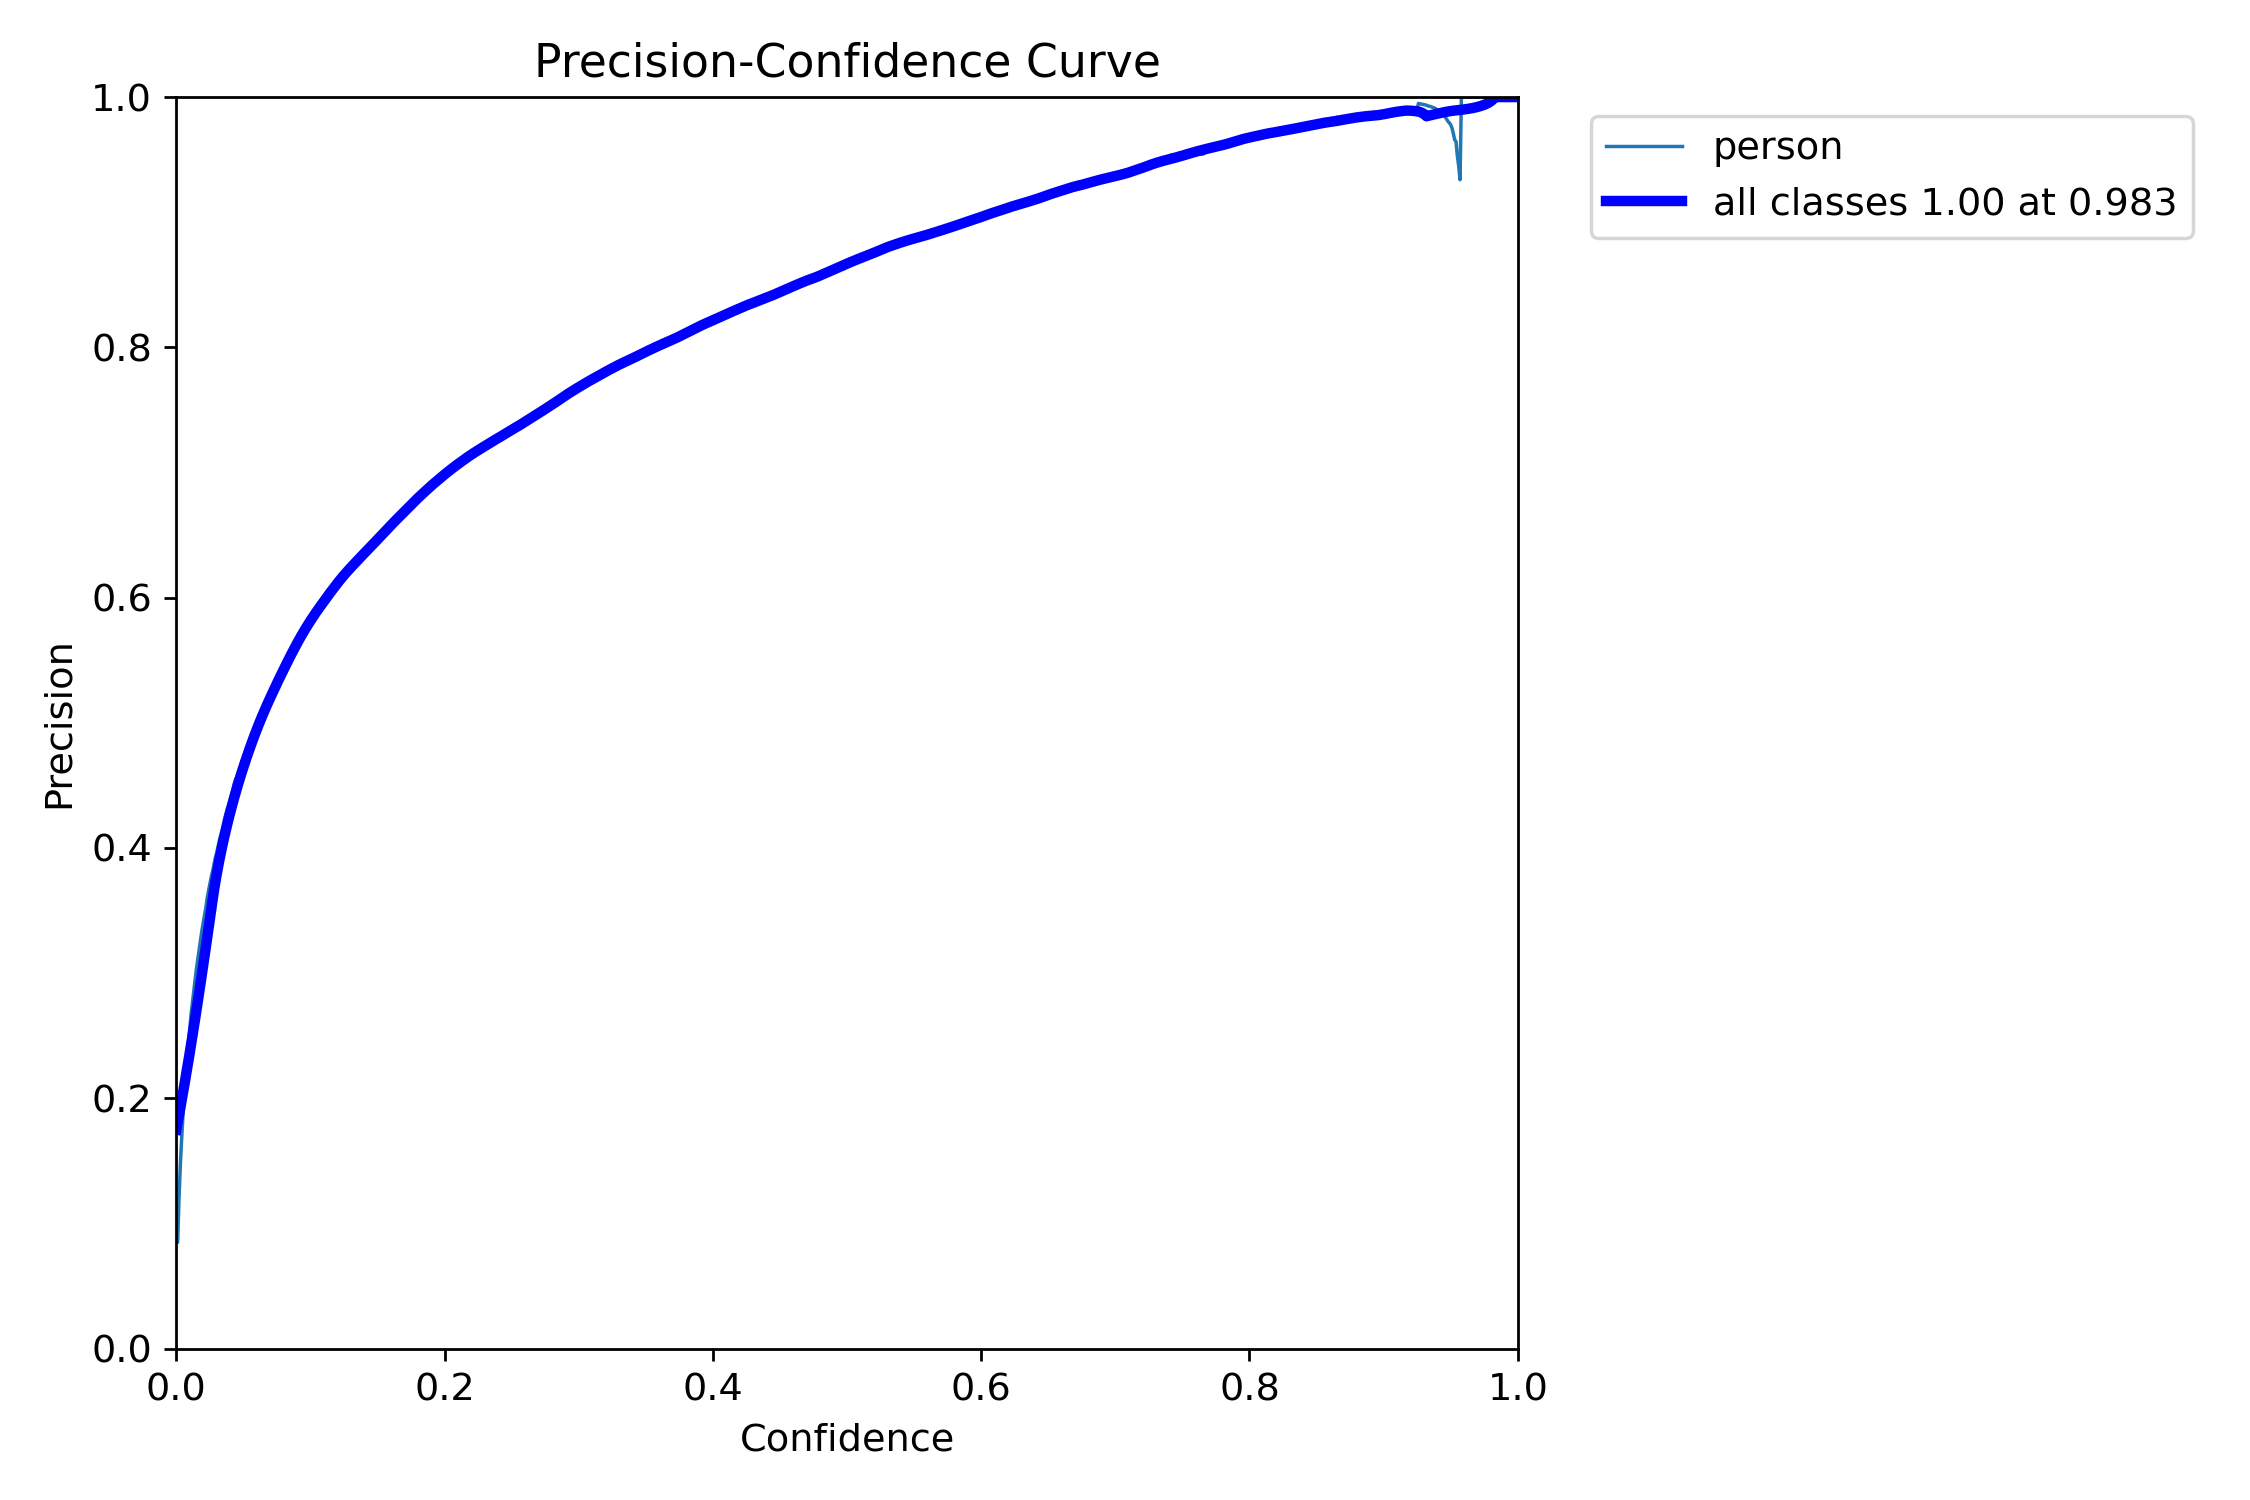 Precision-Confidence Curve
1.0
0.8
0.6
0.4
0.2
0.0
Precision
0.0 0.2 0.4 0.6 0.8 1.0
Confidence
person
all classes 1.00 at 0.983